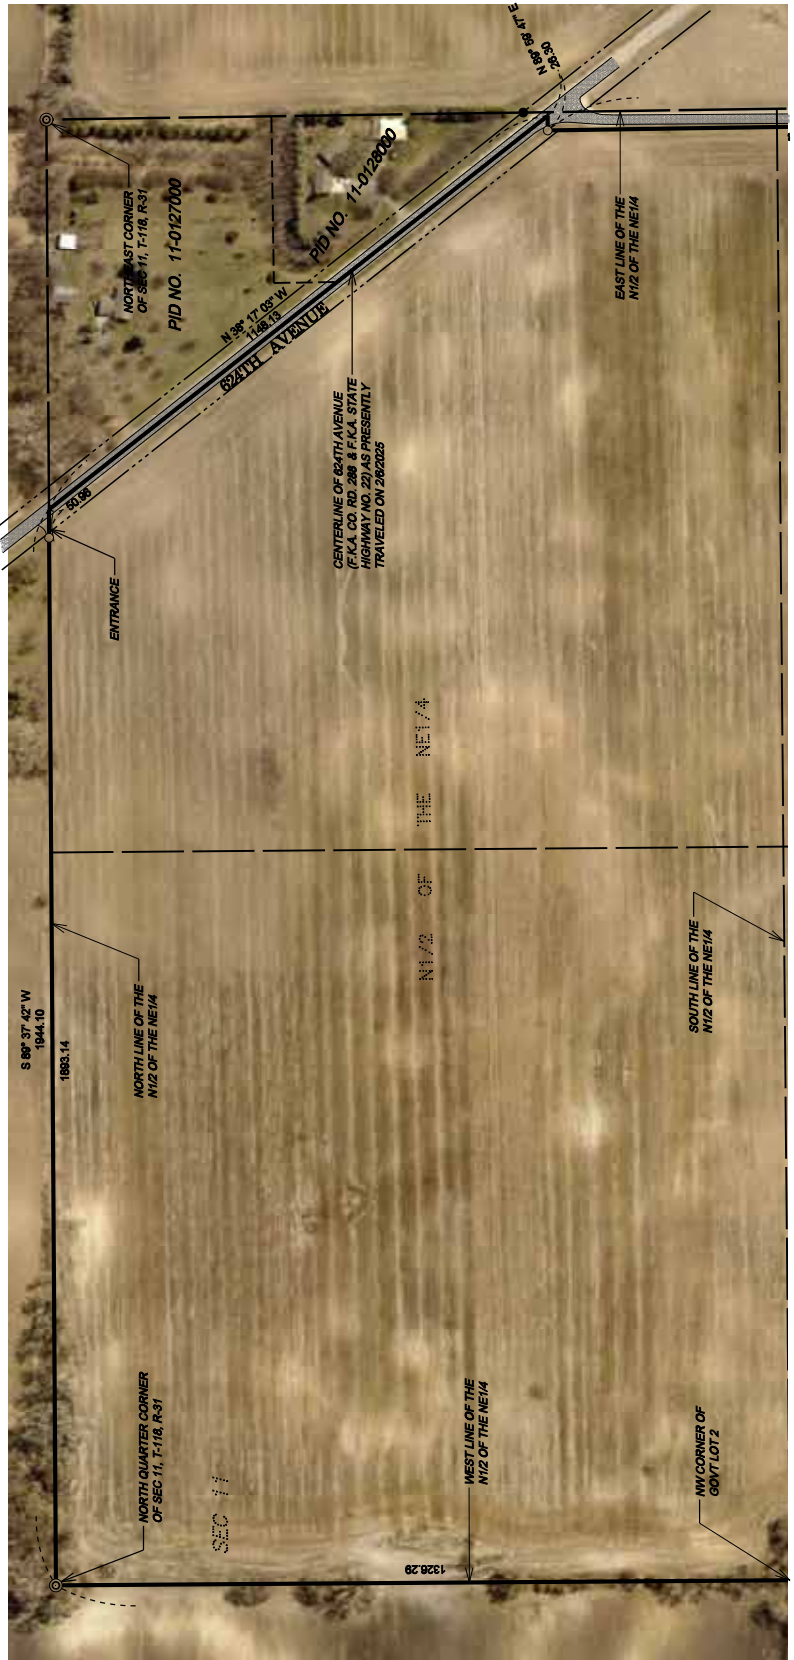 N 89° 59' 47" E
26.30
NORTHEAST CORNER
OF SEC 11, T-118, R-31
PID NO. 11-0127000
PID NO. 11-0128000
N 38° 17' 03" W
1148.13
624TH AVENUE
EAST LINE OF THE
N1/2 OF THE NE1/4
CENTERLINE OF 624TH AVENUE
(F.K.A. CO. RD. 288 & F.K.A. STATE
HIGHWAY NO. 22) AS PRESENTLY
TRAVELED ON 2/6/2025
50.96
ENTRANCE
N1/2 OF THE NE1/4
S 89° 37' 42" W
1944.10
1893.14
NORTH LINE OF THE
N1/2 OF THE NE1/4
SOUTH LINE OF THE
N1/2 OF THE NE1/4
NORTH QUARTER CORNER
OF SEC 11, T-118, R-31
SEC 11
WEST LINE OF THE
N1/2 OF THE NE1/4
NW CORNER OF
GOVT LOT 2
1326.29